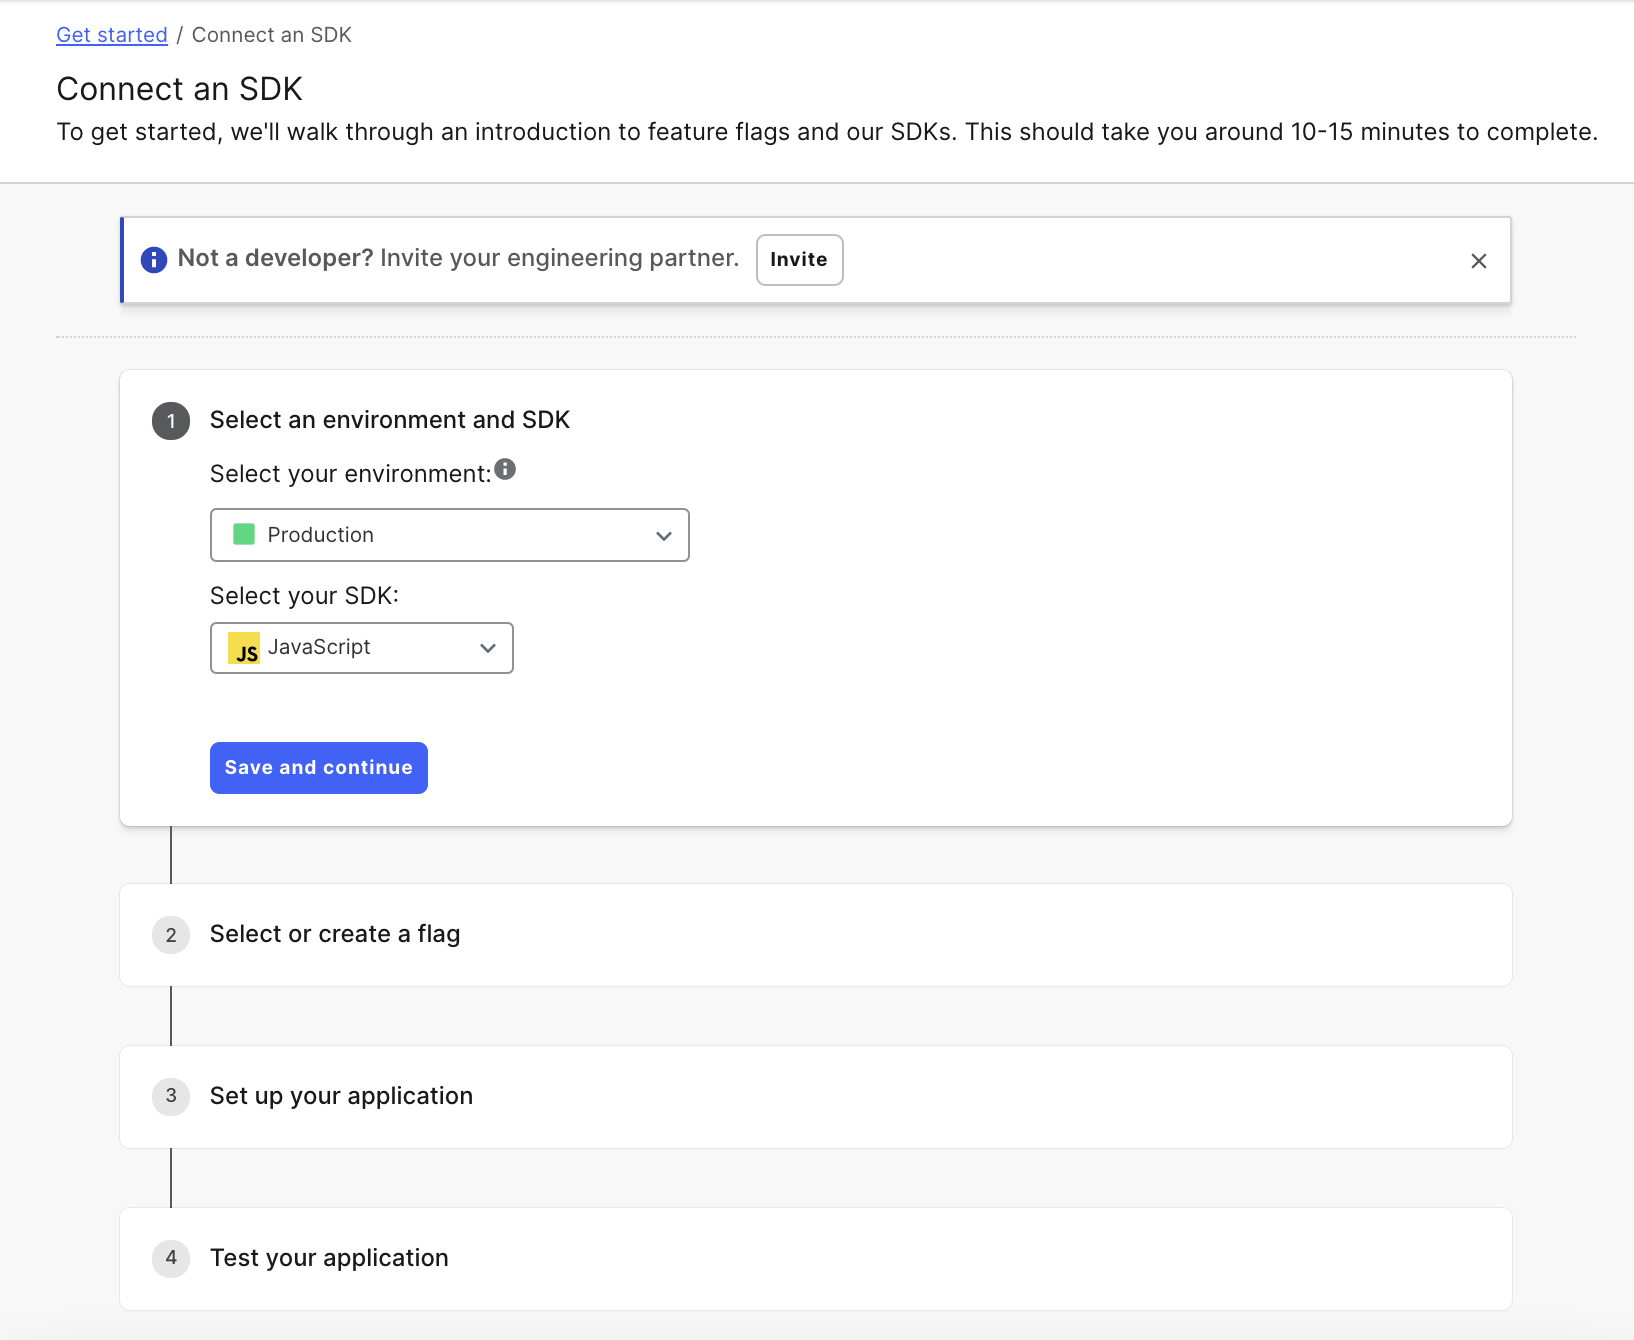 Get started / Connect an SDK
Connect an SDK
To get started, we'll walk through an introduction to feature flags and our SDKs. This should take you around 10-15 minutes to complete.
Not a developer? Invite your engineering partner. Invite
1 Select an environment and SDK
Select your environment:
Production
Select your SDK:
JS JavaScript
Save and continue
2 Select or create a flag
3 Set up your application
4 Test your application